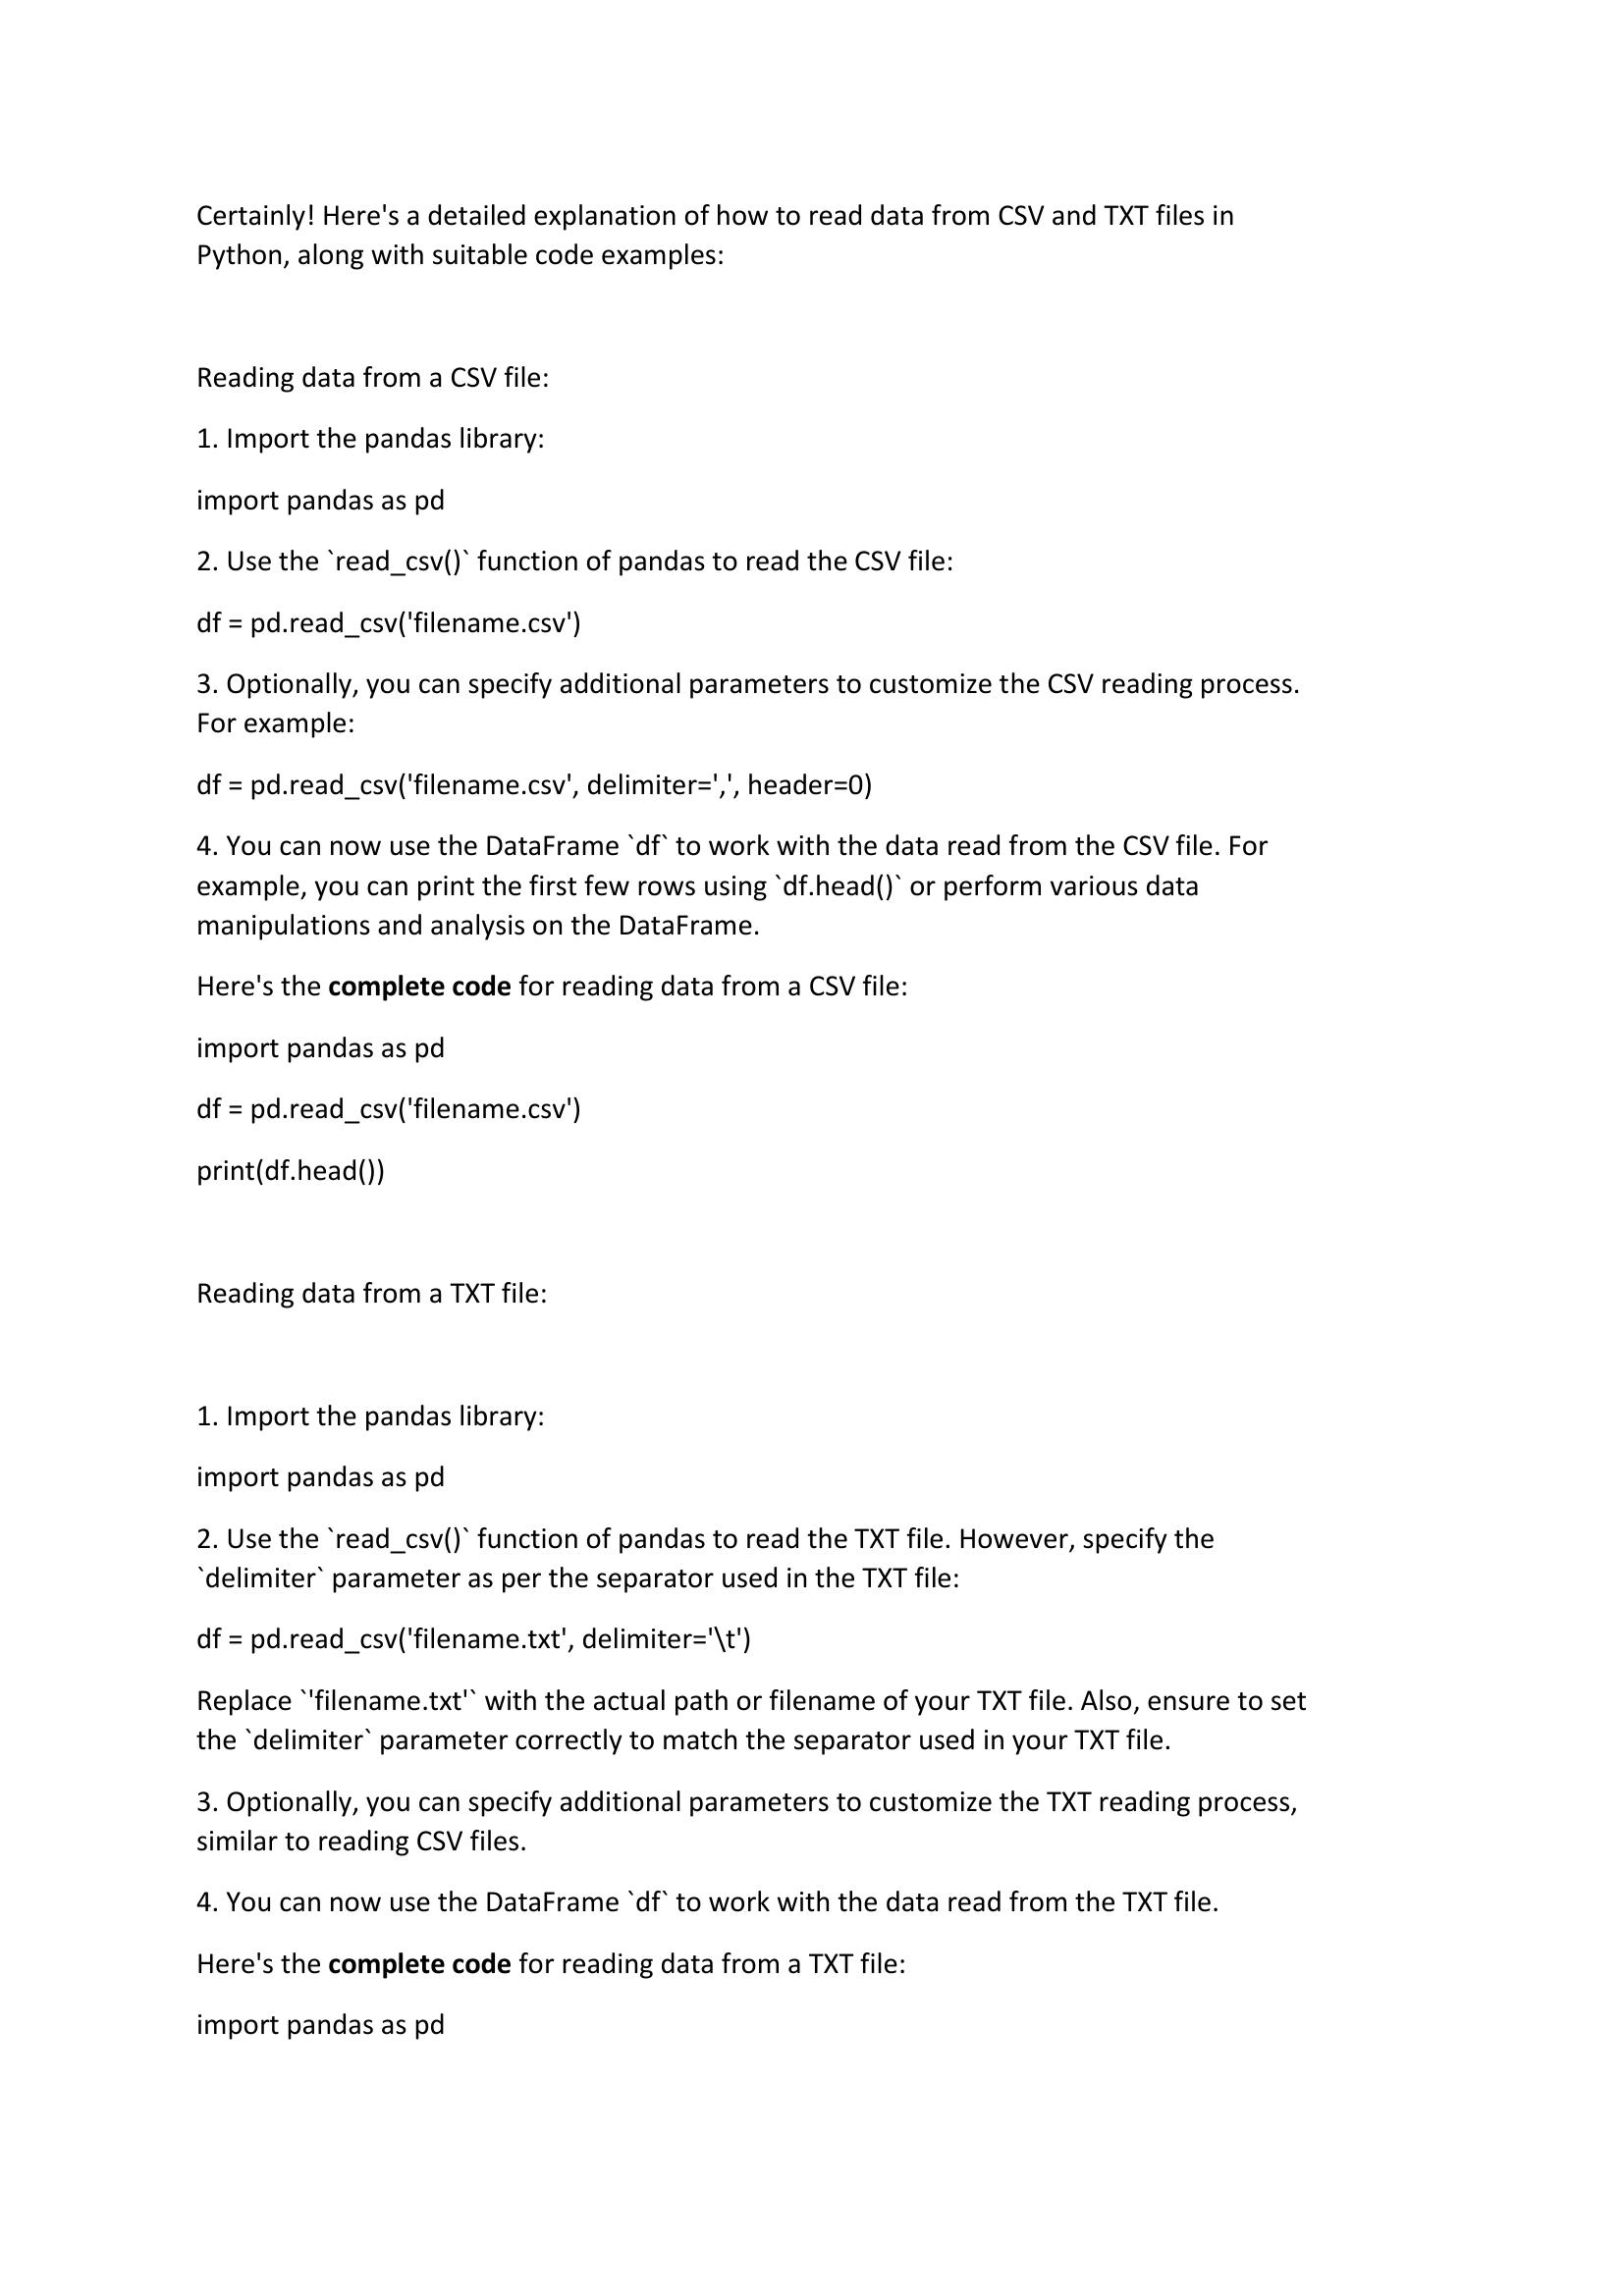 Certainly! Here's a detailed explanation of how to read data from CSV and TXT files in
Python, along with suitable code examples:
Reading data from a CSV file:
1. Import the pandas library:
import pandas as pd
2. Use the `read_csv()` function of pandas to read the CSV file:
df = pd.read_csv('filename.csv')
3. Optionally, you can specify additional parameters to customize the CSV reading process.
For example:
df = pd.read_csv('filename.csv', delimiter=',', header=0)
4. You can now use the DataFrame `df` to work with the data read from the CSV file. For
example, you can print the first few rows using `df.head()` or perform various data
manipulations and analysis on the DataFrame.
Here's the complete code for reading data from a CSV file:
import pandas as pd
df = pd.read_csv('filename.csv')
print(df.head())
Reading data from a TXT file:
1. Import the pandas library:
import pandas as pd
2. Use the `read_csv()` function of pandas to read the TXT file. However, specify the
`delimiter` parameter as per the separator used in the TXT file:
df = pd.read_csv('filename.txt', delimiter='\t')
Replace `'filename.txt'` with the actual path or filename of your TXT file. Also, ensure to set
the `delimiter` parameter correctly to match the separator used in your TXT file.
3. Optionally, you can specify additional parameters to customize the TXT reading process,
similar to reading CSV files.
4. You can now use the DataFrame `df` to work with the data read from the TXT file.
Here's the complete code for reading data from a TXT file:
import pandas as pd